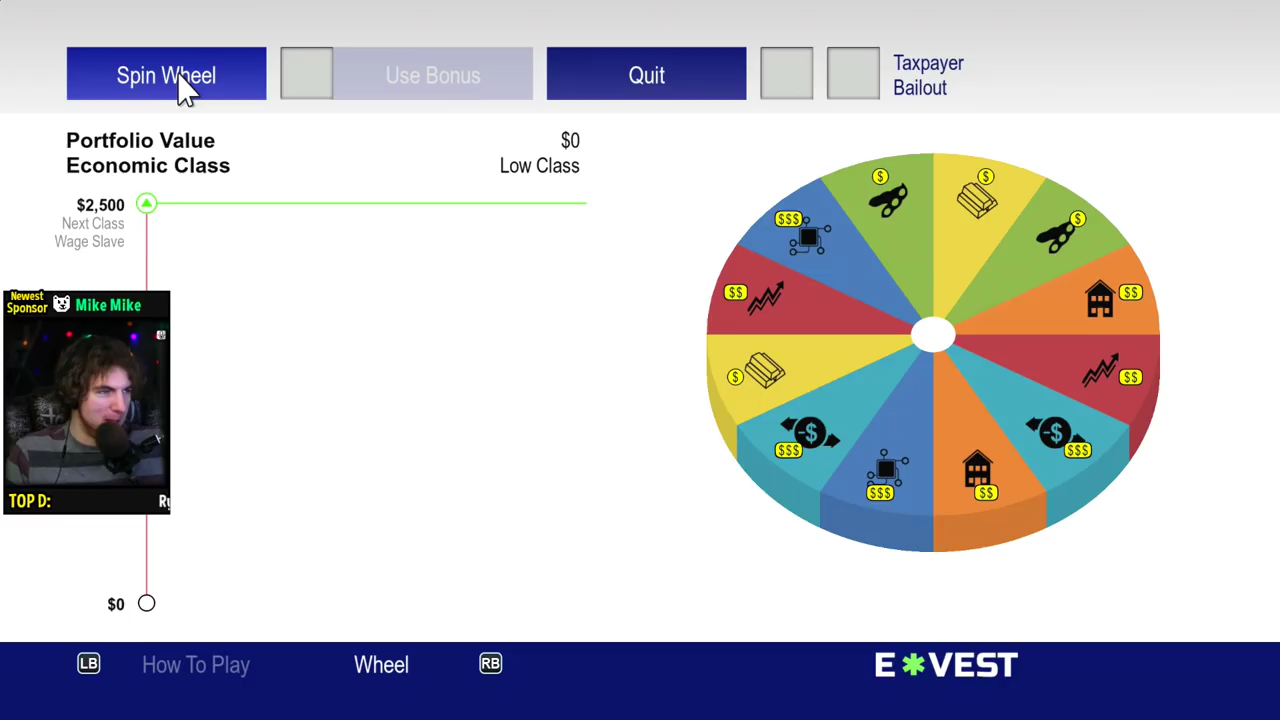 Spin Wheel
Use Bonus
Quit
Taxpayer
Bailout
Portfolio Value $0
Economic Class Low Class
$2,500
Next Class
Wage Slave
Newest
Sponsor
Mike Mike
TOP D:
$0
$
$
$
$$$
$$
$$
$
$$
-$
$$$
-$
$$$
$$$
$$
LB
How To Play
Wheel
RB
E*VEST